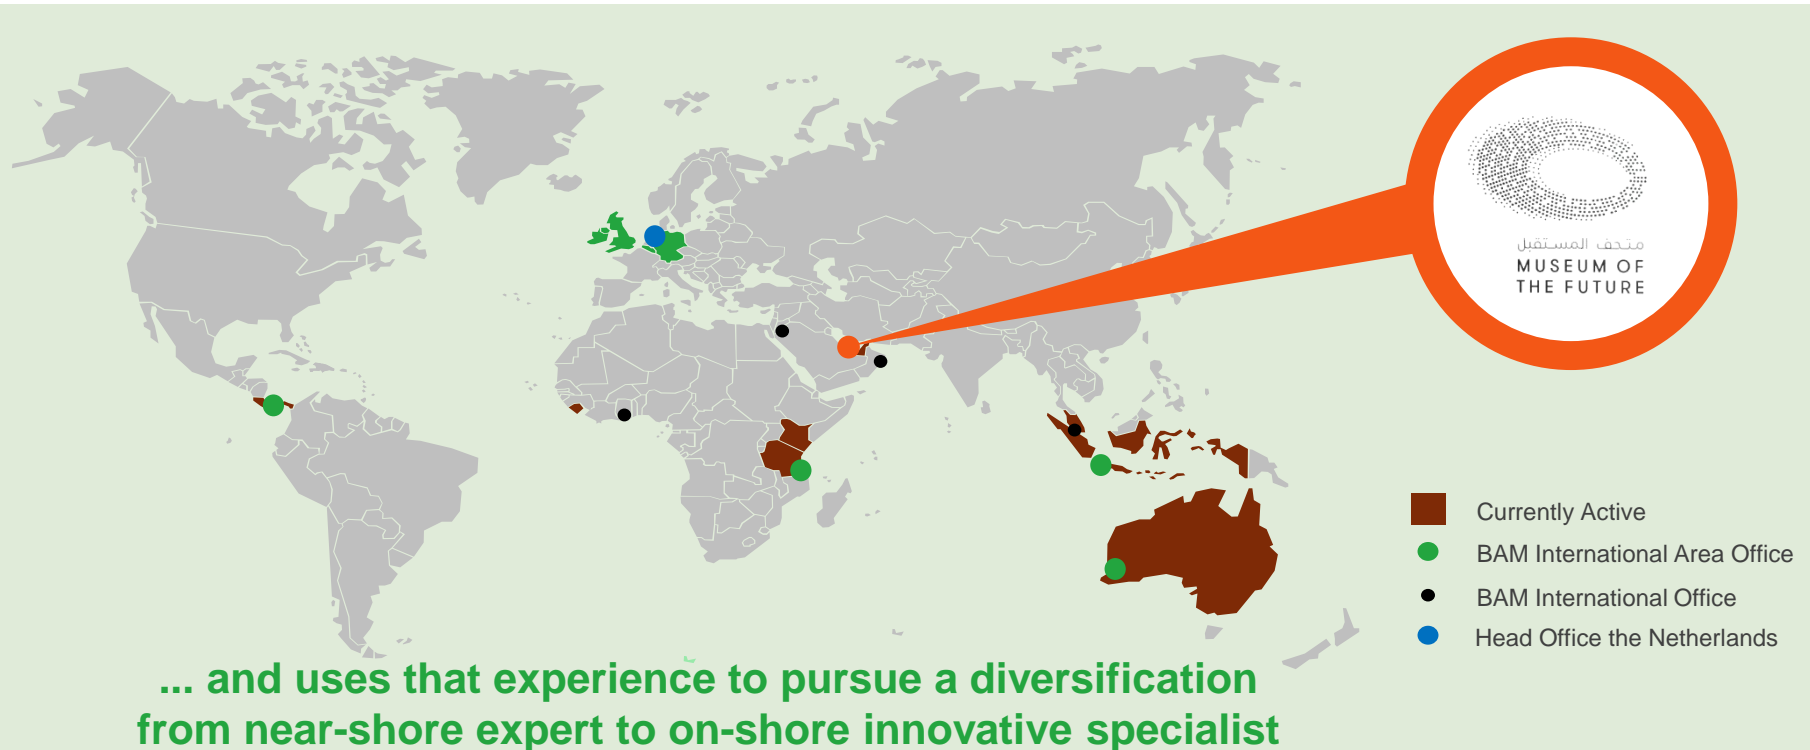 متحف المستقبل
MUSEUM OF
THE FUTURE
Currently Active
BAM International Area Office
BAM International Office
Head Office the Netherlands
... and uses that experience to pursue a diversification
from near-shore expert to on-shore innovative specialist